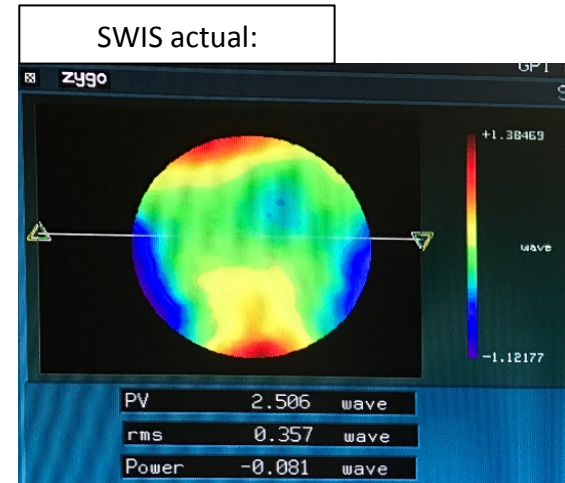 SWIS actual:
GPI
zygo
S
+1.38469
wave
-1.12177
PV 2.506 wave
rms 0.357 wave
Power -0.081 wave